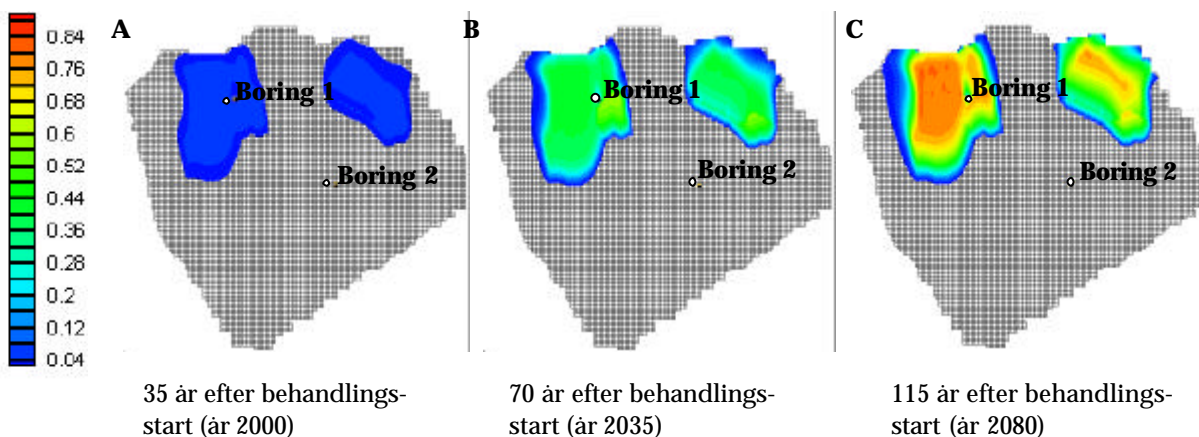 0.84
0.76
0.68
0.6
0.52
0.44
0.36
0.28
0.2
0.12
0.04
A
Boring 1
Boring 2
35 år efter behandlings-
start (år 2000)
B
Boring 1
Boring 2
70 år efter behandlings-
start (år 2035)
C
Boring 1
Boring 2
115 år efter behandlings-
start (år 2080)